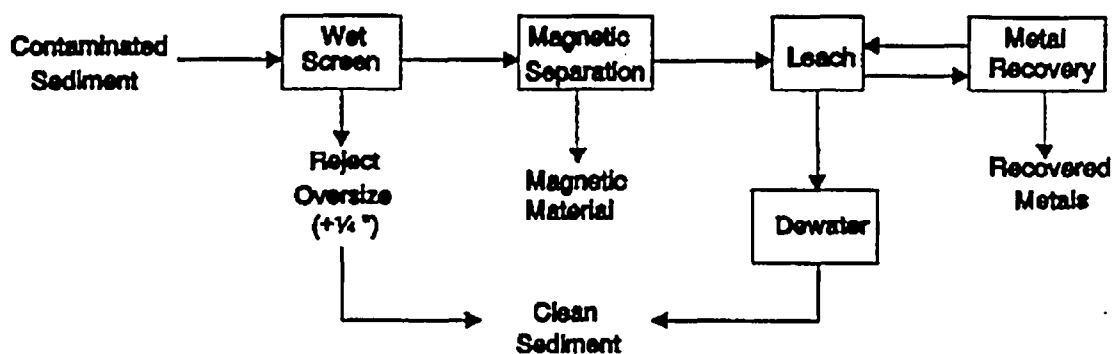 Contaminated
Sediment
Wet
Screen
Magnetic
Separation
Leach
Metal
Recovery
Reject
Oversize
(+¼ ")
Magnetic
Material
Recovered
Metals
Dewater
Clean
Sediment